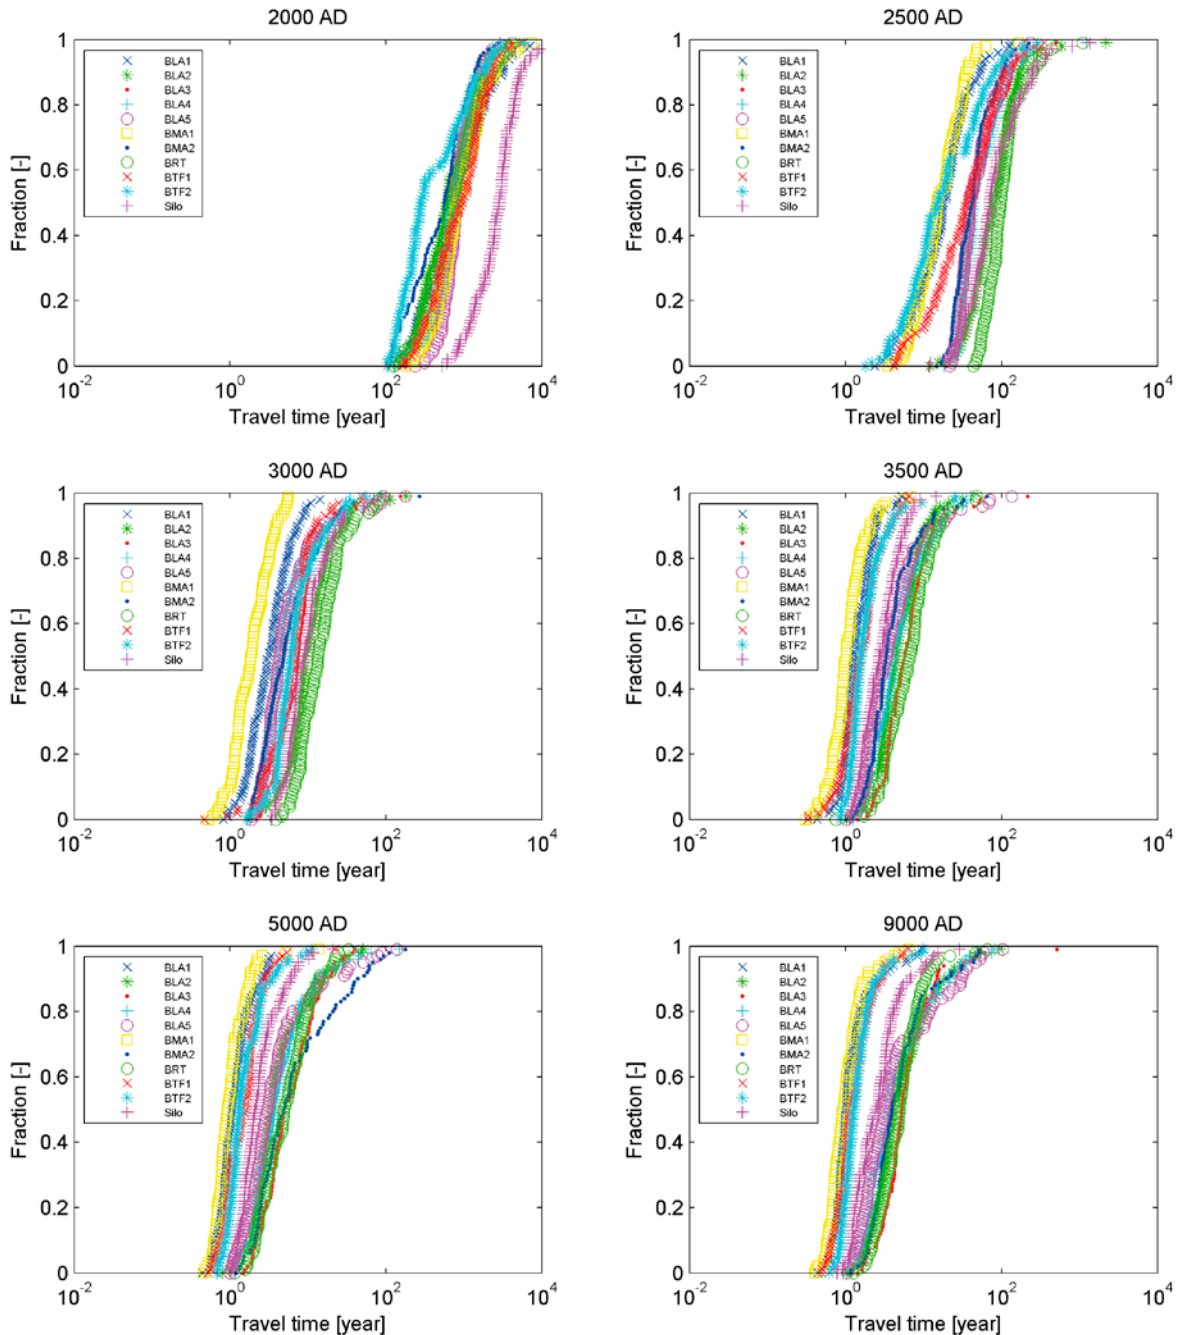 2000 AD
1
0.8
0.6
0.4
0.2
0
Fraction [-]
BLA1
BLA2
BLA3
BLA4
BLA5
BMA1
BMA2
BRT
BTF1
BTF2
Silo
10^-2
10^0
10^2
10^4
Travel time [year]
2500 AD
1
0.8
0.6
0.4
0.2
0
Fraction [-]
BLA1
BLA2
BLA3
BLA4
BLA5
BMA1
BMA2
BRT
BTF1
BTF2
Silo
10^-2
10^0
10^2
10^4
Travel time [year]
3000 AD
1
0.8
0.6
0.4
0.2
0
Fraction [-]
BLA1
BLA2
BLA3
BLA4
BLA5
BMA1
BMA2
BRT
BTF1
BTF2
Silo
10^-2
10^0
10^2
10^4
Travel time [year]
3500 AD
1
0.8
0.6
0.4
0.2
0
Fraction [-]
BLA1
BLA2
BLA3
BLA4
BLA5
BMA1
BMA2
BRT
BTF1
BTF2
Silo
10^-2
10^0
10^2
10^4
Travel time [year]
5000 AD
1
0.8
0.6
0.4
0.2
0
Fraction [-]
BLA1
BLA2
BLA3
BLA4
BLA5
BMA1
BMA2
BRT
BTF1
BTF2
Silo
10^-2
10^0
10^2
10^4
Travel time [year]
9000 AD
1
0.8
0.6
0.4
0.2
0
Fraction [-]
BLA1
BLA2
BLA3
BLA4
BLA5
BMA1
BMA2
BRT
BTF1
BTF2
Silo
10^-2
10^0
10^2
10^4
Travel time [year]